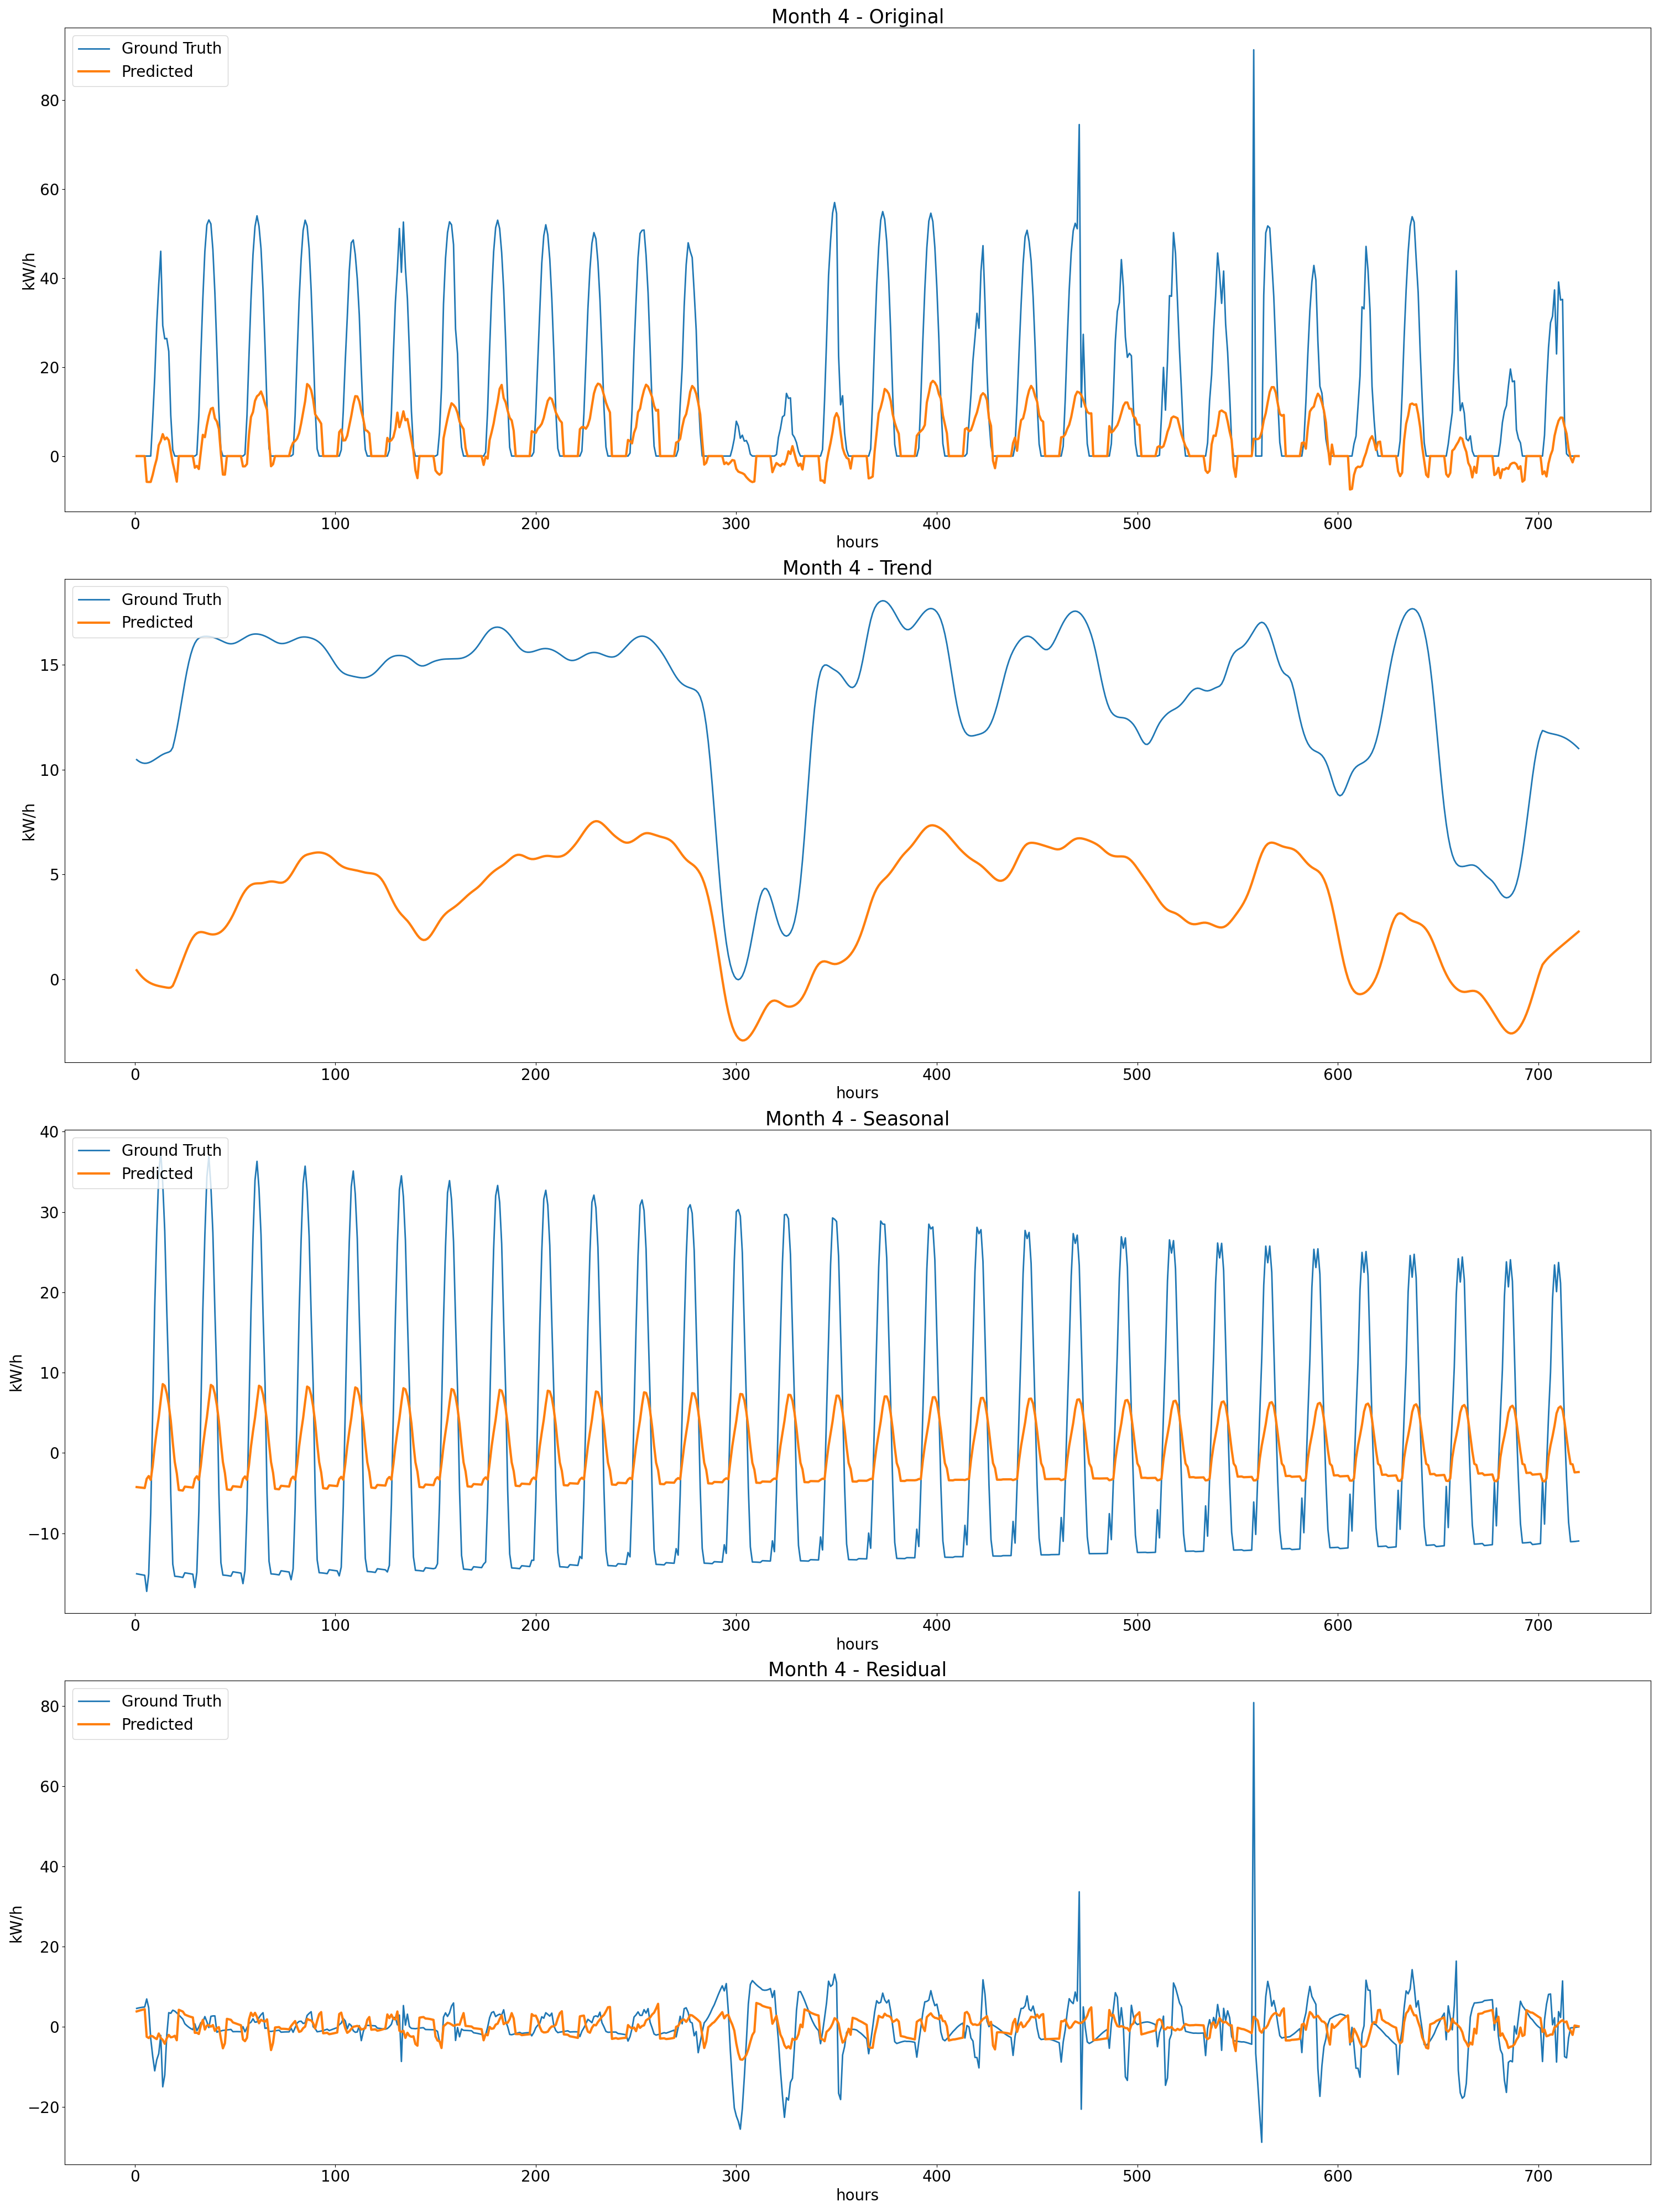 Month 4 - Original
Ground Truth
Predicted
kW/h
80
60
40
20
0
0 100 200 300 400 500 600 700
hours
Month 4 - Trend
Ground Truth
Predicted
kW/h
15
10
5
0
0 100 200 300 400 500 600 700
hours
Month 4 - Seasonal
Ground Truth
Predicted
kW/h
40
30
20
10
0
−10
0 100 200 300 400 500 600 700
hours
Month 4 - Residual
Ground Truth
Predicted
kW/h
80
60
40
20
0
−20
0 100 200 300 400 500 600 700
hours